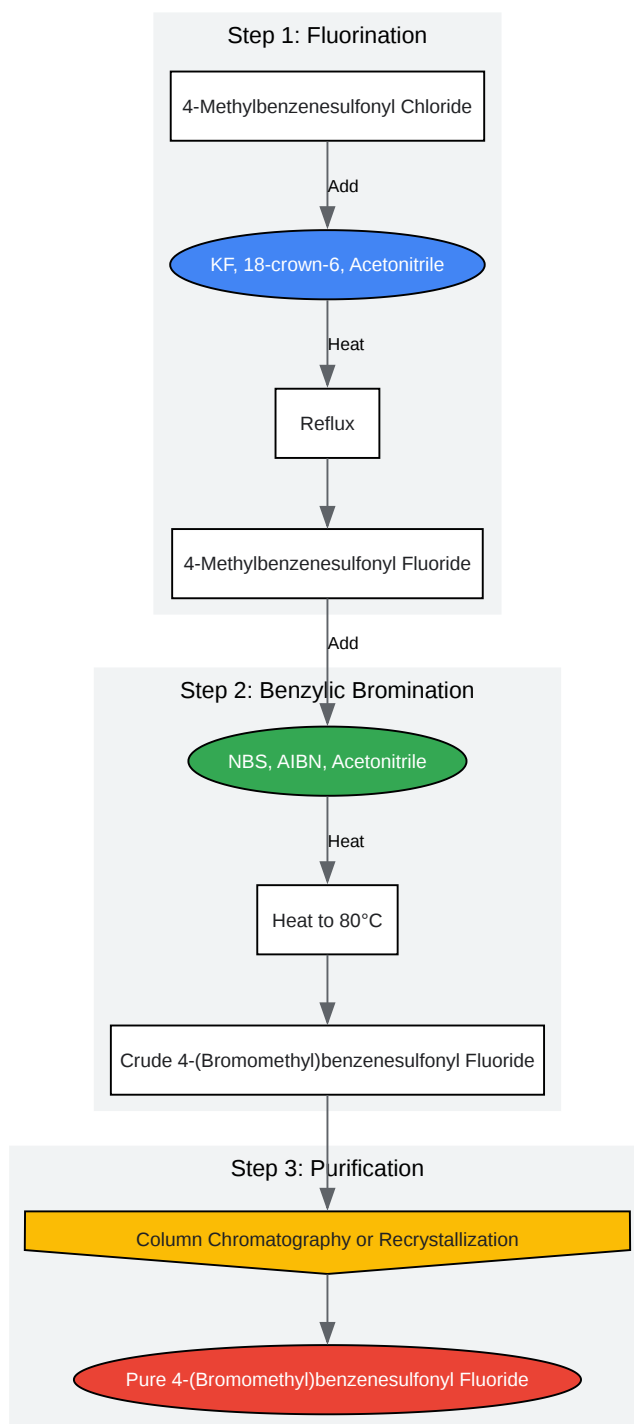 Step 1: Fluorination
4-Methylbenzenesulfonyl Chloride
Add
KF, 18-crown-6, Acetonitrile
Heat
Reflux
4-Methylbenzenesulfonyl Fluoride
Add
Step 2: Benzylic Bromination
NBS, AIBN, Acetonitrile
Heat
Heat to 80°C
Crude 4-(Bromomethyl)benzenesulfonyl Fluoride
Step 3: Purification
Column Chromatography or Recrystallization
Pure 4-(Bromomethyl)benzenesulfonyl Fluoride